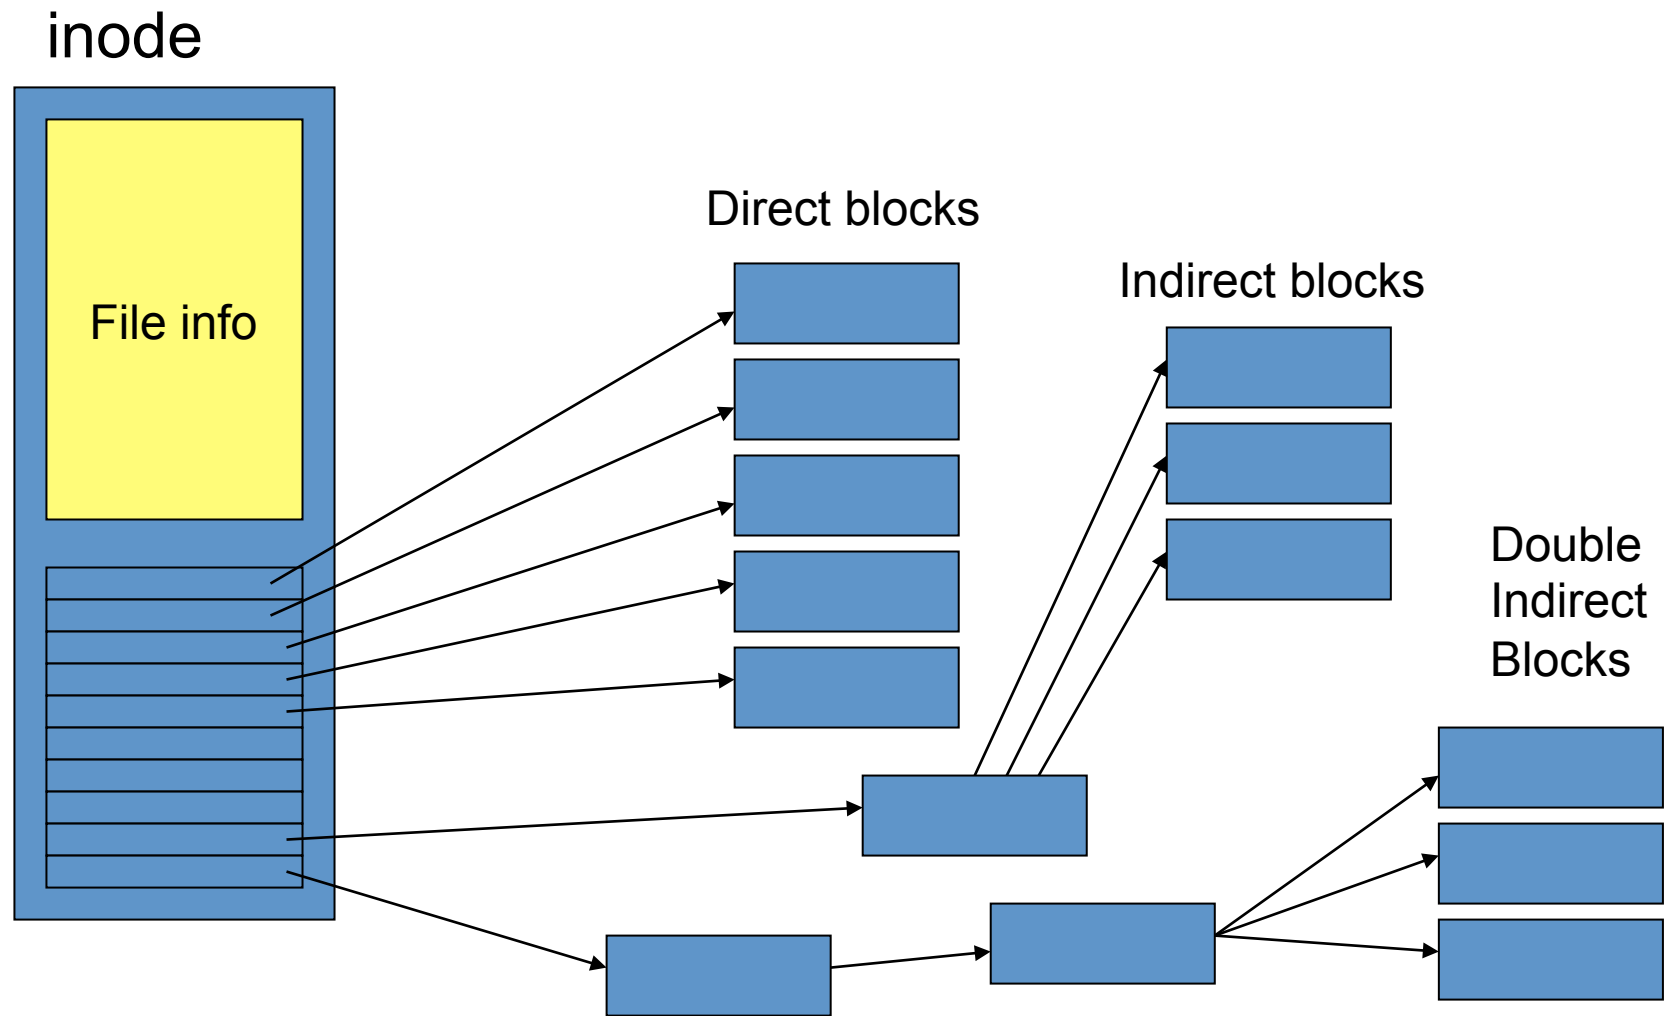 inode
File info
Direct blocks
Indirect blocks
Double
Indirect
Blocks